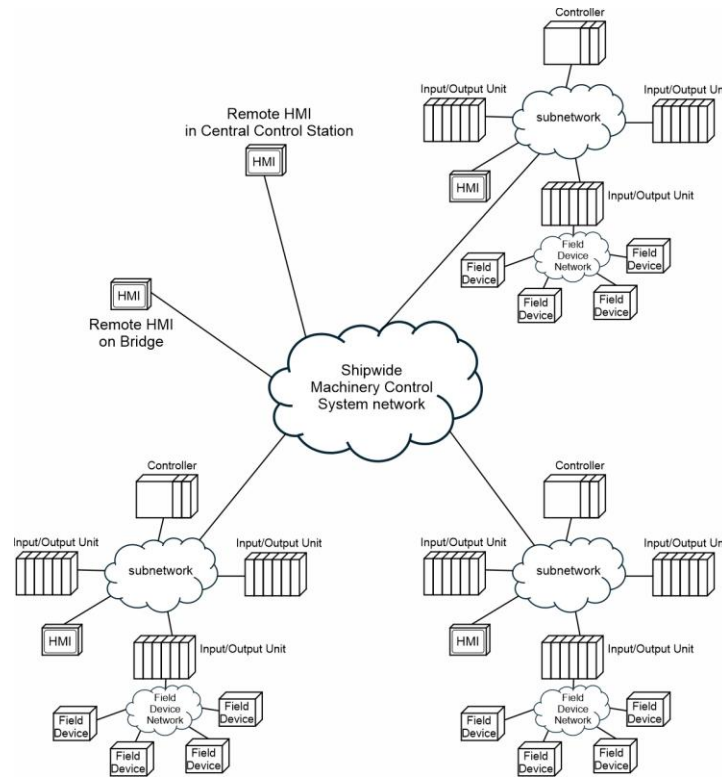 Controller
Input/Output Unit
Input/Output Un
subnetwork
HMI
Input/Output Unit
Field
Device
Network
Field
Device
Field
Device
Field
Device
Field
Device
Remote HMI
in Central Control Station
HMI
HMI
Remote HMI
on Bridge
Shipwide
Machinery Control
System network
Controller
Input/Output Unit
Input/Output Unit
subnetwork
HMI
Input/Output Unit
Field
Device
Network
Field
Device
Field
Device
Field
Device
Field
Device
Controller
Input/Output Unit
Input/Output Unit
subnetwork
HMI
Input/Output Unit
Field
Device
Network
Field
Device
Field
Device
Field
Device
Field
Device